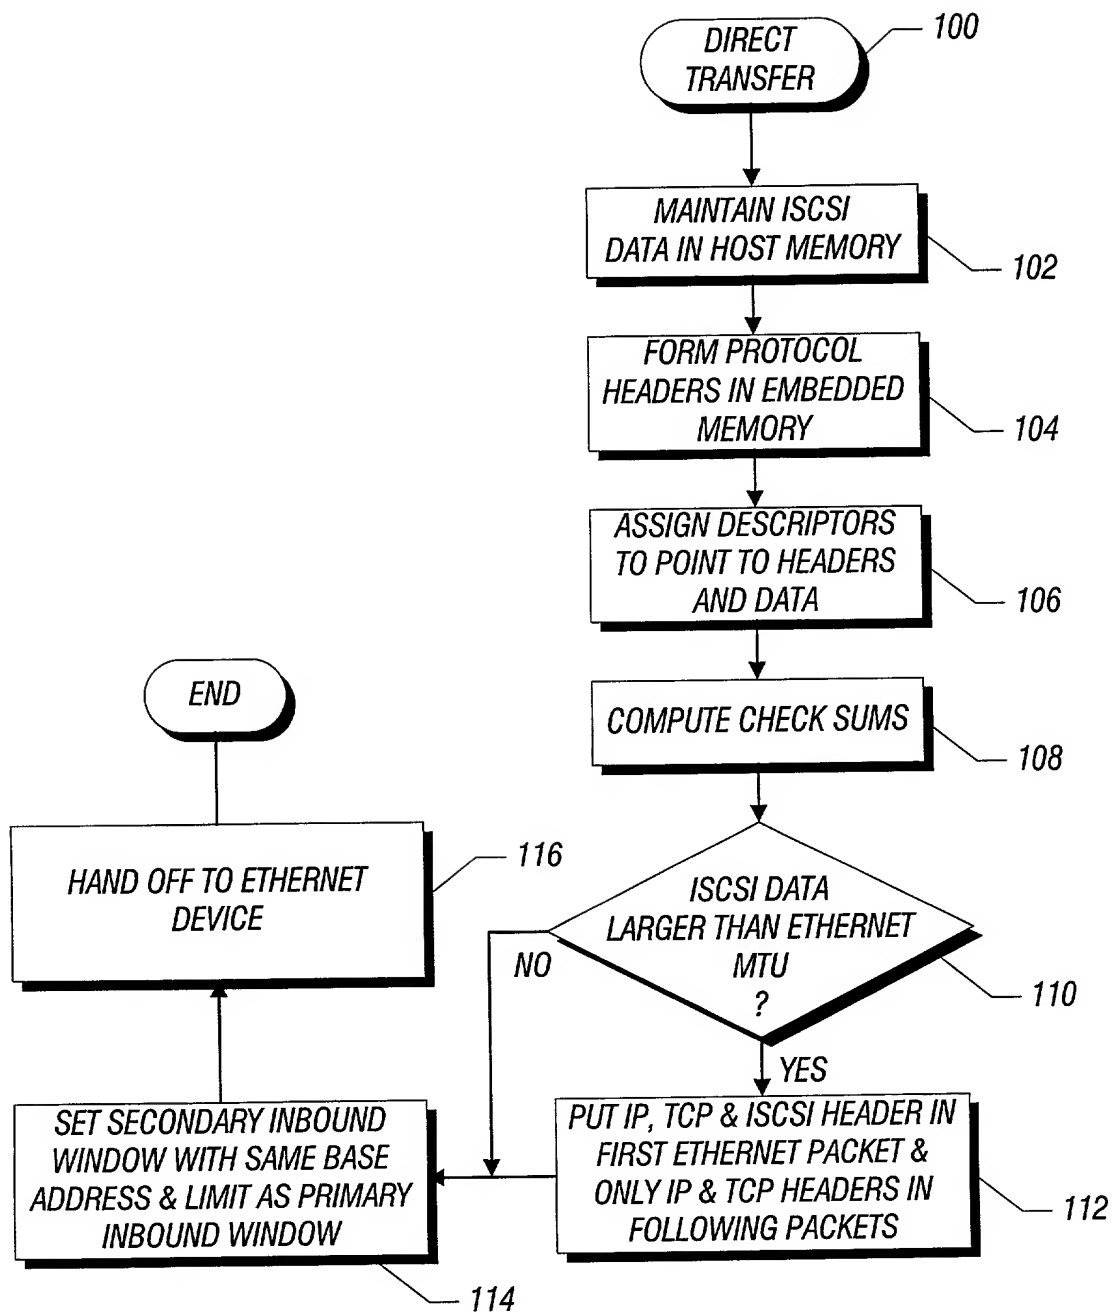 DIRECT
TRANSFER
100
MAINTAIN ISCSI
DATA IN HOST MEMORY
102
FORM PROTOCOL
HEADERS IN EMBEDDED
MEMORY
104
ASSIGN DESCRIPTORS
TO POINT TO HEADERS
AND DATA
106
COMPUTE CHECK SUMS
108
ISCSI DATA
LARGER THAN ETHERNET
MTU
?
110
NO
YES
PUT IP, TCP & ISCSI HEADER IN
FIRST ETHERNET PACKET &
ONLY IP & TCP HEADERS IN
FOLLOWING PACKETS
112
SET SECONDARY INBOUND
WINDOW WITH SAME BASE
ADDRESS & LIMIT AS PRIMARY
INBOUND WINDOW
114
HAND OFF TO ETHERNET
DEVICE
116
END